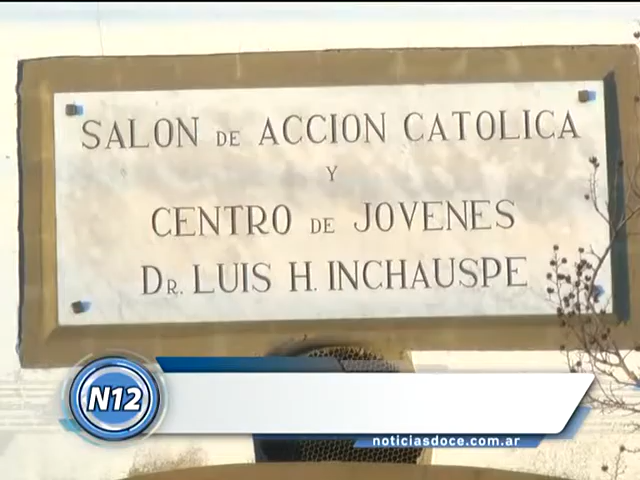 SALON DE ACCION CATOLICA
Y
CENTRO DE JOVENES
DR. LUIS H. INCHAUSPE
N12
noticiasdoce.com.ar